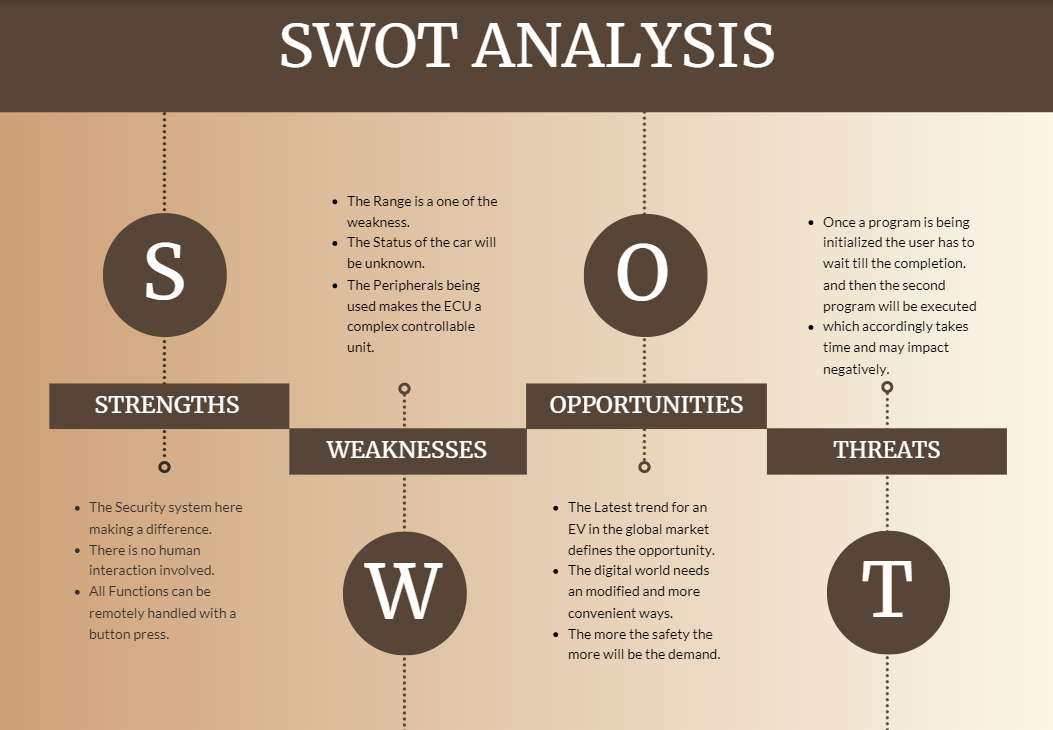 SWOT ANALYSIS
S
STRENGTHS
• The Security system here
making a difference.
• There is no human
interaction involved.
• All Functions can be
remotely handled with a
button press.
• The Range is a one of the
weakness.
• The Status of the car will
be unknown.
• The Peripherals being
used makes the ECU a
complex controllable
unit.
WEAKNESSES
W
O
OPPORTUNITIES
• The Latest trend for an
EV in the global market
defines the opportunity.
• The digital world needs
an modified and more
convenient ways.
• The more the safety the
more will be the demand.
• Once a program is being
initialized the user has to
wait till the completion.
and then the second
program will be executed
• which accordingly takes
time and may impact
negatively.
THREATS
T